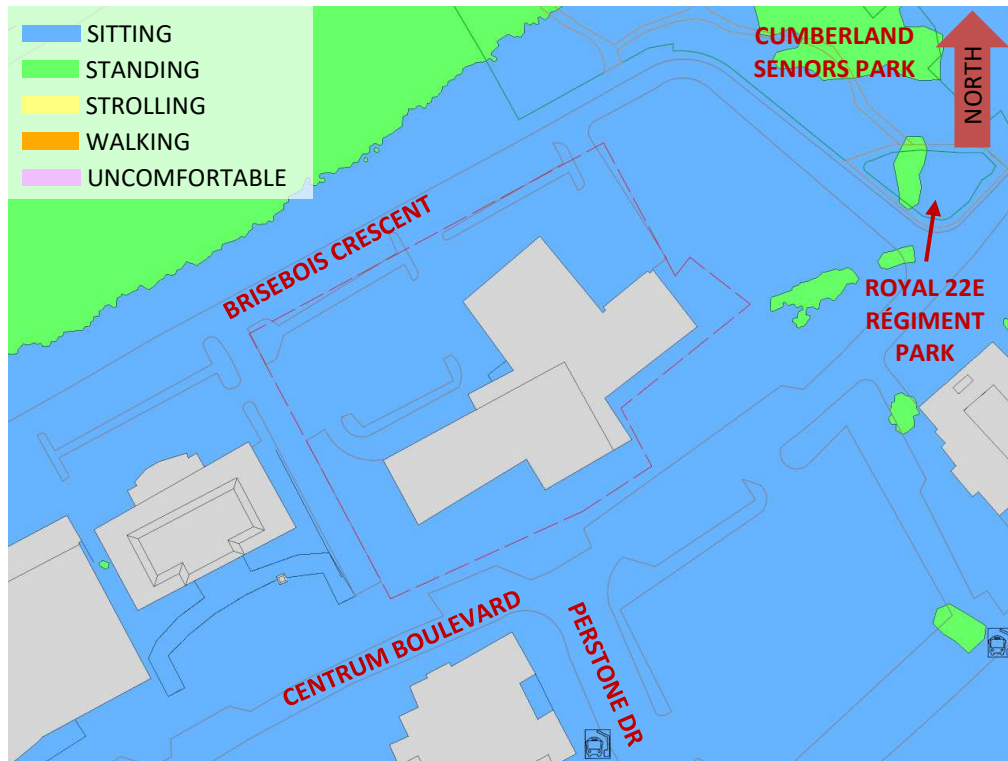 SITTING
STANDING
STROLLING
WALKING
UNCOMFORTABLE
CUMBERLAND
SENIORS PARK
NORTH
BRISEBOIS CRESCENT
ROYAL 22E
RÉGIMENT
PARK
CENTRUM BOULEVARD
PERSTONE DR